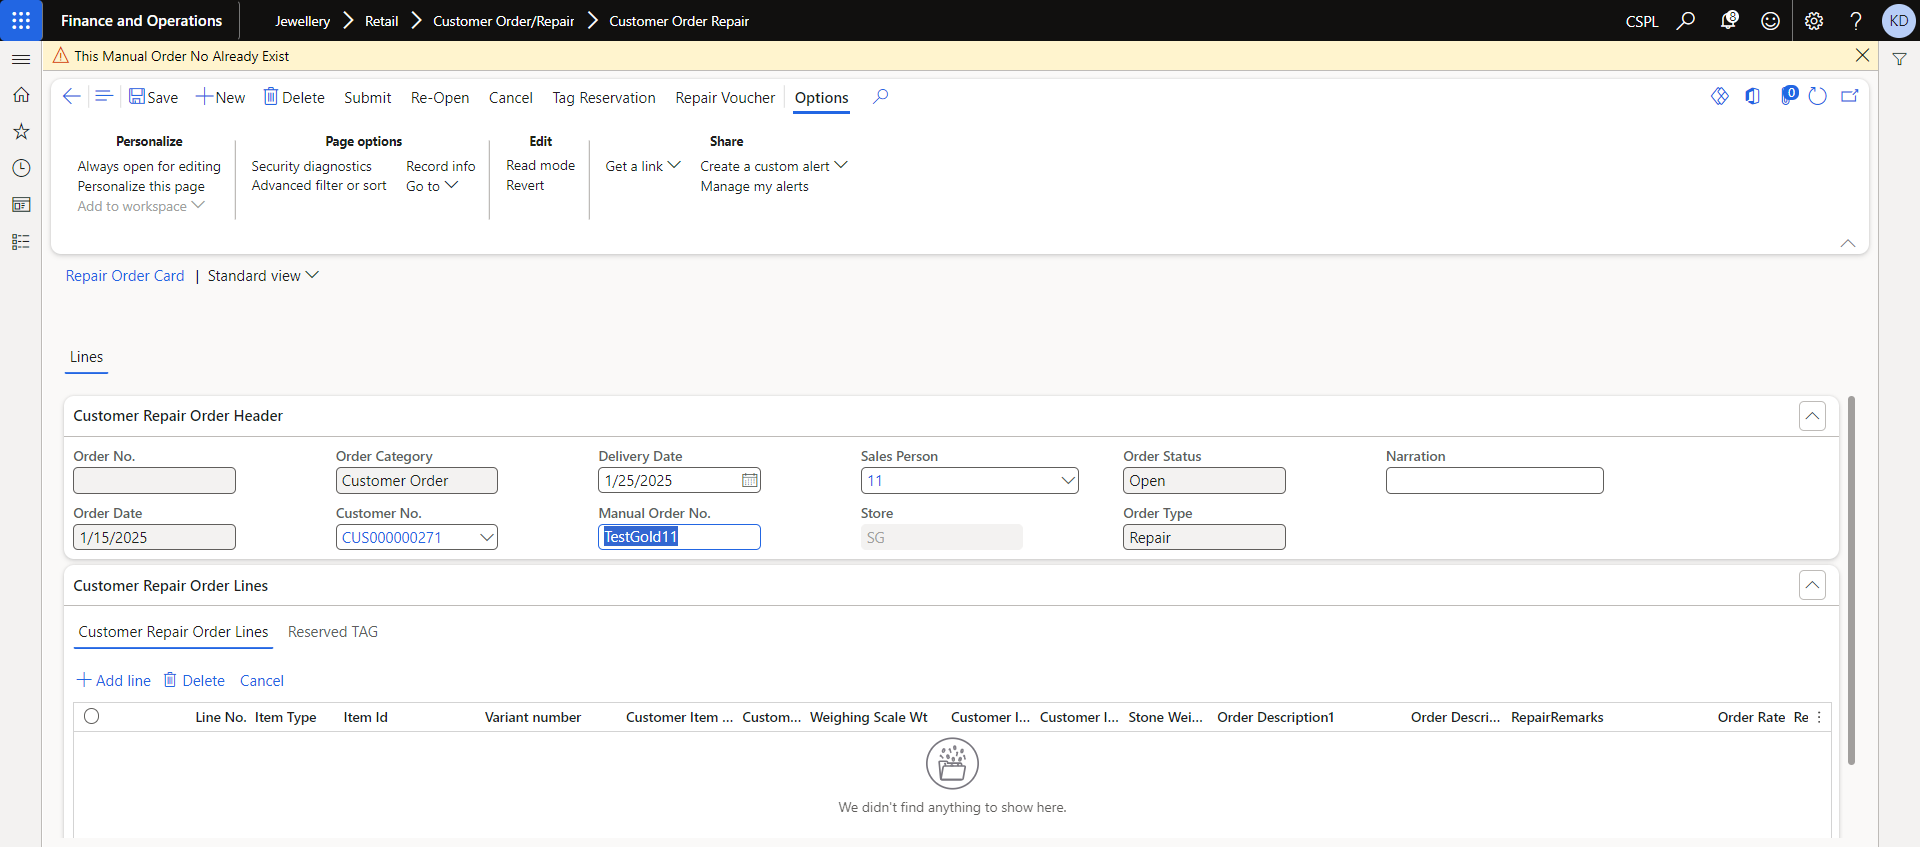 Finance and Operations
Jewellery
Retail
Customer Order/Repair
Customer Order Repair
CSPL
8
?
KD
This Manual Order No Already Exist
Save
New
Delete
Submit
Re-Open
Cancel
Tag Reservation
Repair Voucher
Options
0
Personalize
Always open for editing
Personalize this page
Add to workspace
Page options
Security diagnostics
Advanced filter or sort
Record info
Go to
Edit
Read mode
Revert
Get a link
Share
Create a custom alert
Manage my alerts
Repair Order Card | Standard view
Lines
Customer Repair Order Header
Order No.
Order Category
Customer Order
Delivery Date
1/25/2025
Sales Person
11
Order Status
Open
Narration
Order Date
1/15/2025
Customer No.
CUS000000271
Manual Order No.
TestGold11
Store
SG
Order Type
Repair
Customer Repair Order Lines
Customer Repair Order Lines
Reserved TAG
Add line
Delete
Cancel
Line No.
Item Type
Item Id
Variant number
Customer Item ...
Custom...
Weighing Scale Wt
Customer I...
Customer I...
Stone Wei...
Order Description1
Order Descri...
RepairRemarks
Order Rate
Re
We didn't find anything to show here.